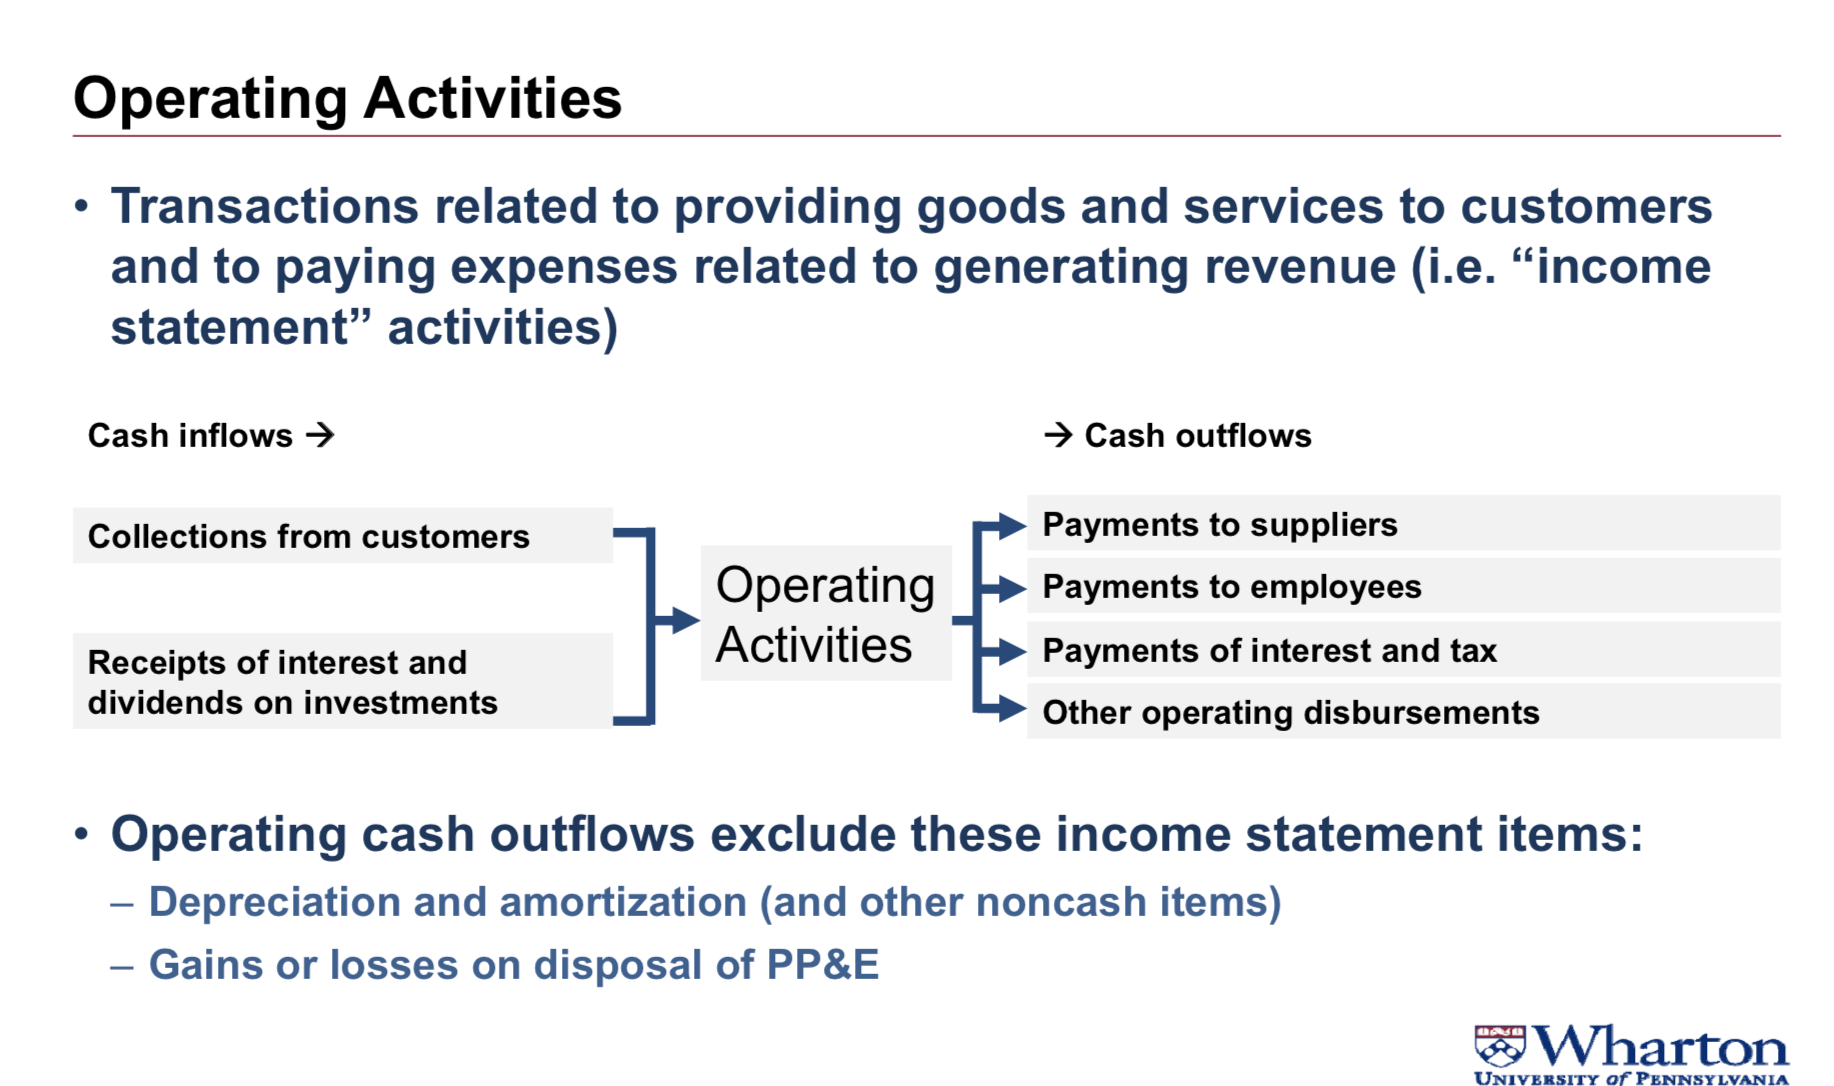 Operating Activities
• Transactions related to providing goods and services to customers
and to paying expenses related to generating revenue (i.e. “income
statement” activities)
Cash inflows →
→ Cash outflows
Collections from customers
Receipts of interest and
dividends on investments
Operating
Activities
Payments to suppliers
Payments to employees
Payments of interest and tax
Other operating disbursements
• Operating cash outflows exclude these income statement items:
– Depreciation and amortization (and other noncash items)
– Gains or losses on disposal of PP&E
Wharton
UNIVERSITY of PENNSYLVANIA